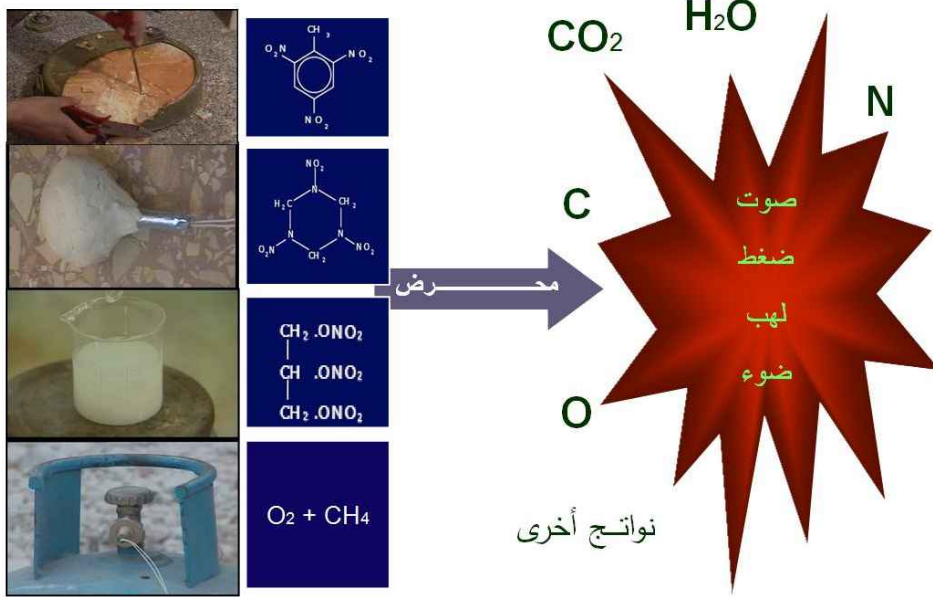 CH3
O2N
NO2
NO2
NO2
N
H2C
CH2
O2N
N
N
NO2
CH2
CH2.ONO2
CH.ONO2
CH2.ONO2
O2 + CH4
محـــــــرض
CO2
H2O
N
C
O
صوت
ضغط
لهب
ضوء
نواتـج أخرى